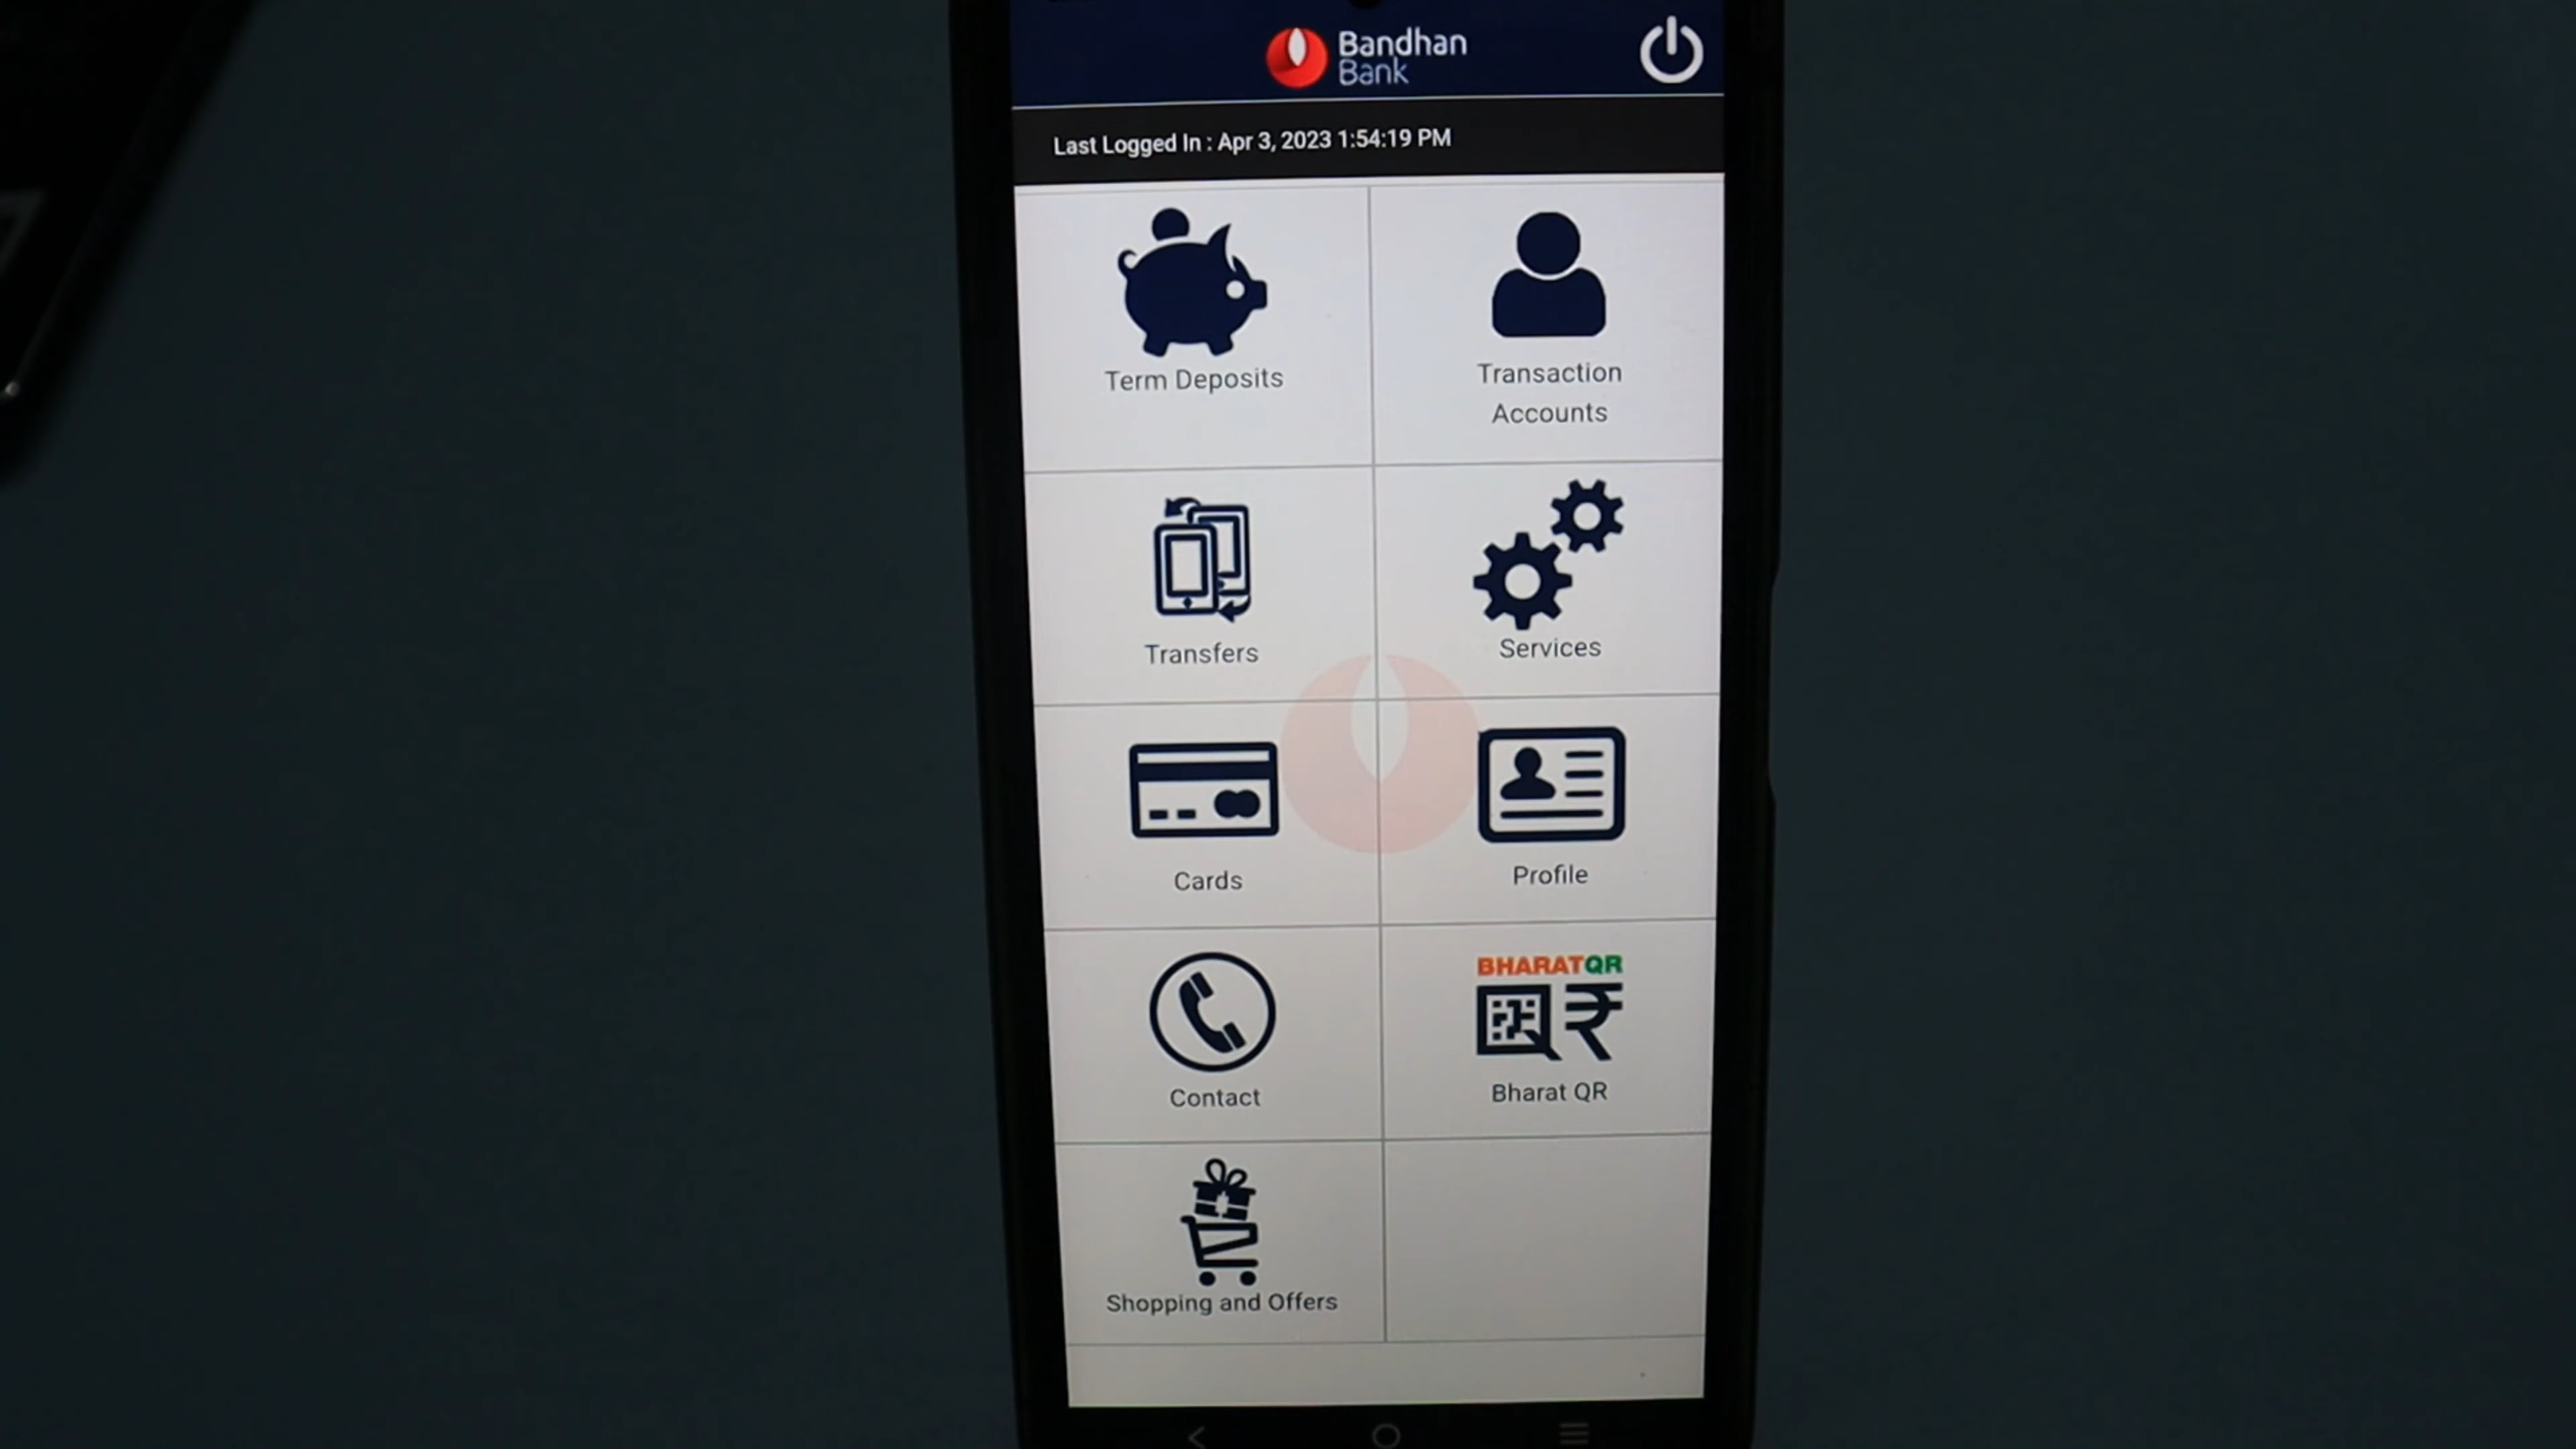 Bandhan
Bank
Last Logged In : Apr 3, 2023 1:54:19 PM
Term Deposits
Transaction
Accounts
Transfers
Services
Cards
Profile
Contact
BHARATQR
Bharat QR
Shopping and Offers